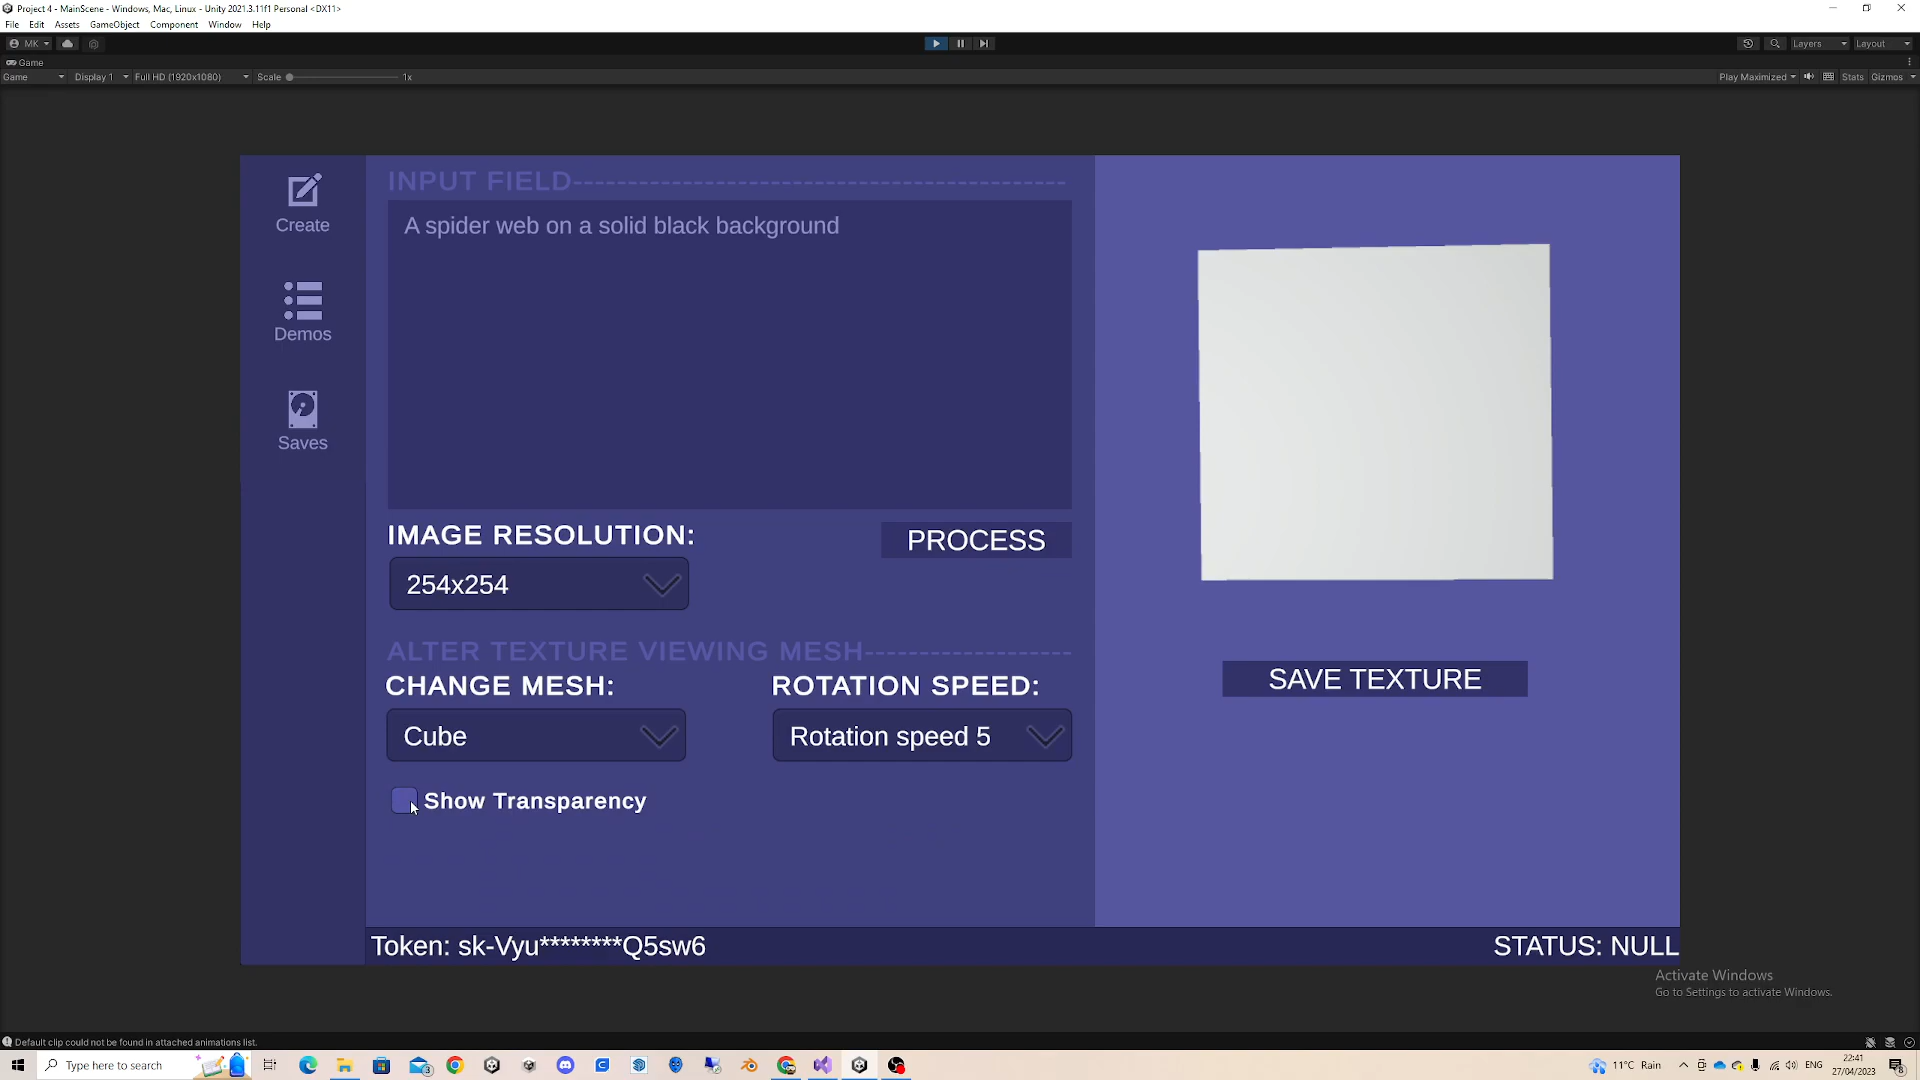 Project 4 - MainScene - Windows, Mac, Linux - Unity 2021.3.11f1 Personal <DX11>
File Edit Assets GameObject Component Window Help
MK Layers Layout
Game
Game Display 1 Full HD (1920x1080) Scale 1x Play Maximized Stats Gizmos
Create
Demos
Saves
INPUT FIELD----------------------------------------------
A spider web on a solid black background
IMAGE RESOLUTION:
PROCESS
254x254
ALTER TEXTURE VIEWING MESH-------------------
CHANGE MESH:
ROTATION SPEED:
Cube
Rotation speed 5
Show Transparency
SAVE TEXTURE
Token: sk-Vyu********Q5sw6
STATUS: NULL
Activate Windows
Go to Settings to activate Windows.
Default clip could not be found in attached animations list.
Type here to search
3
11°C Rain
ENG
22:41
27/04/2023
8